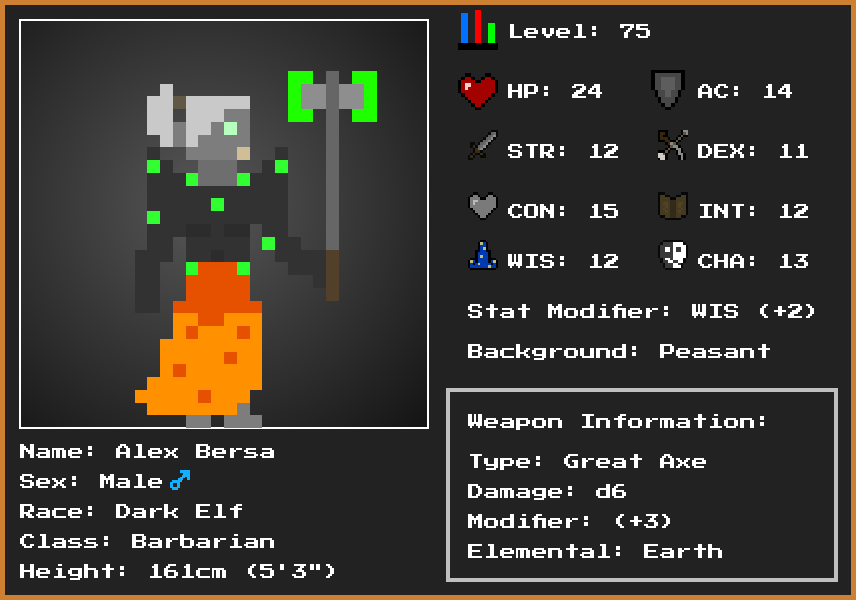 Level: 75
HP: 24
AC: 14
STR: 12
DEX: 11
CON: 15
INT: 12
WIS: 12
CHA: 13
Stat Modifier: WIS (+2)
Background: Peasant
Weapon Information:
Type: Great Axe
Damage: d6
Modifier: (+3)
Elemental: Earth
Name: Alex Bersa
Sex: Male ♂
Race: Dark Elf
Class: Barbarian
Height: 161cm (5'3")